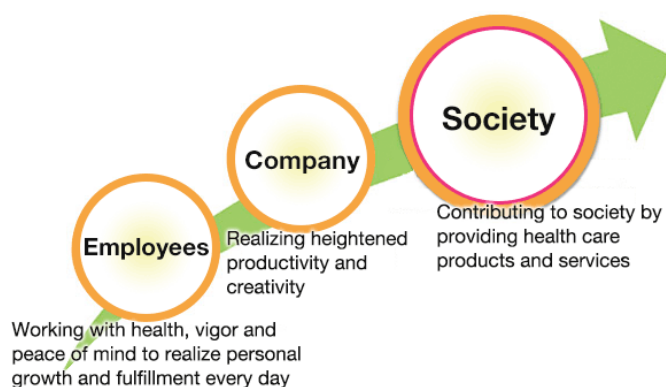 Employees
Working with health, vigor and
peace of mind to realize personal
growth and fulfillment every day
Company
Realizing heightened
productivity and
creativity
Society
Contributing to society by
providing health care
products and services